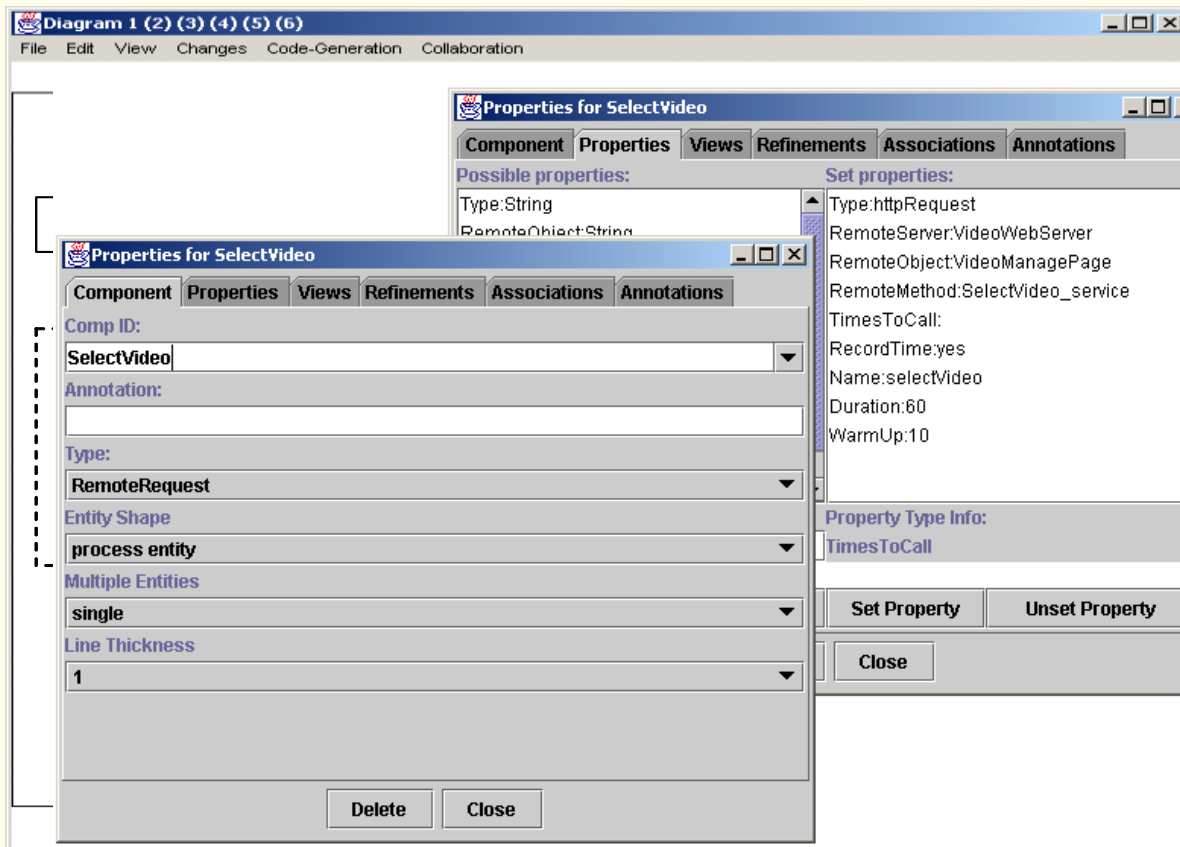 Diagram 1 (2) (3) (4) (5) (6)
File Edit View Changes Code-Generation Collaboration
Properties for SelectVideo
Component Properties Views Refinements Associations Annotations
Possible properties:
Type:String
RemoteObject:String
Set properties:
Type:httpRequest
RemoteServer:VideoWebServer
RemoteObject:VideoManagePage
RemoteMethod:SelectVideo_service
TimesToCall:
RecordTime:yes
Name:selectVideo
Duration:60
WarmUp:10
Property Type Info:
TimesToCall
Set Property Unset Property
Close
Properties for SelectVideo
Component Properties Views Refinements Associations Annotations
Comp ID:
SelectVideo
Annotation:
Type:
RemoteRequest
Entity Shape
process entity
Multiple Entities
single
Line Thickness
1
Delete Close